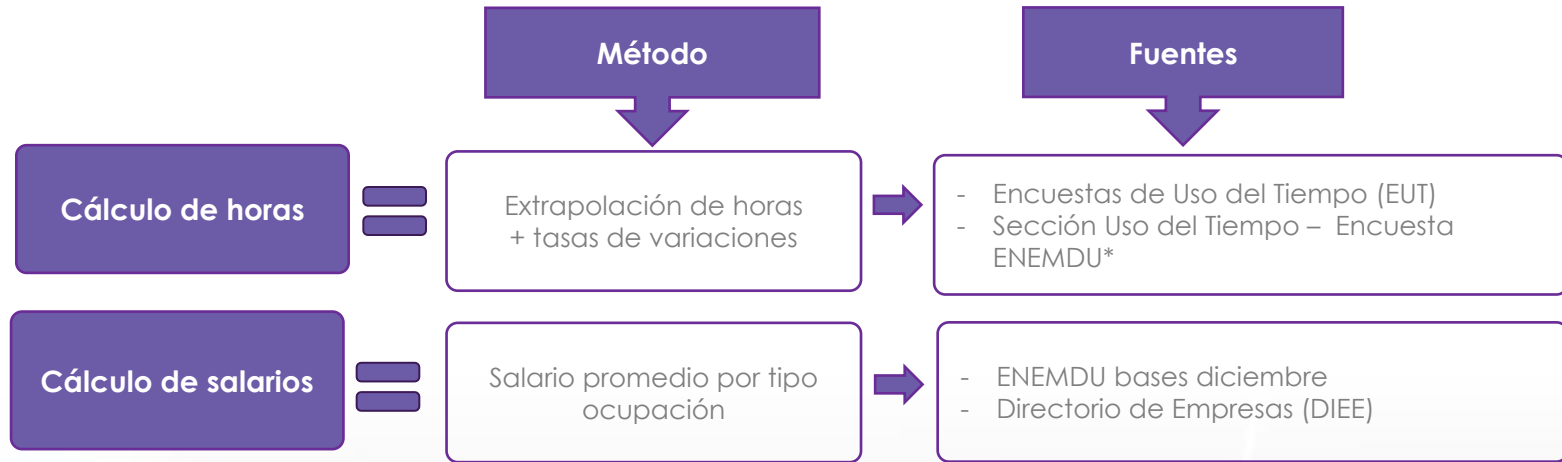 Método
Fuentes
Cálculo de horas
Extrapolación de horas
+ tasas de variaciones
- Encuestas de Uso del Tiempo (EUT)
- Sección Uso del Tiempo – Encuesta
ENEMDU*
Cálculo de salarios
Salario promedio por tipo
ocupación
- ENEMDU bases diciembre
- Directorio de Empresas (DIEE)